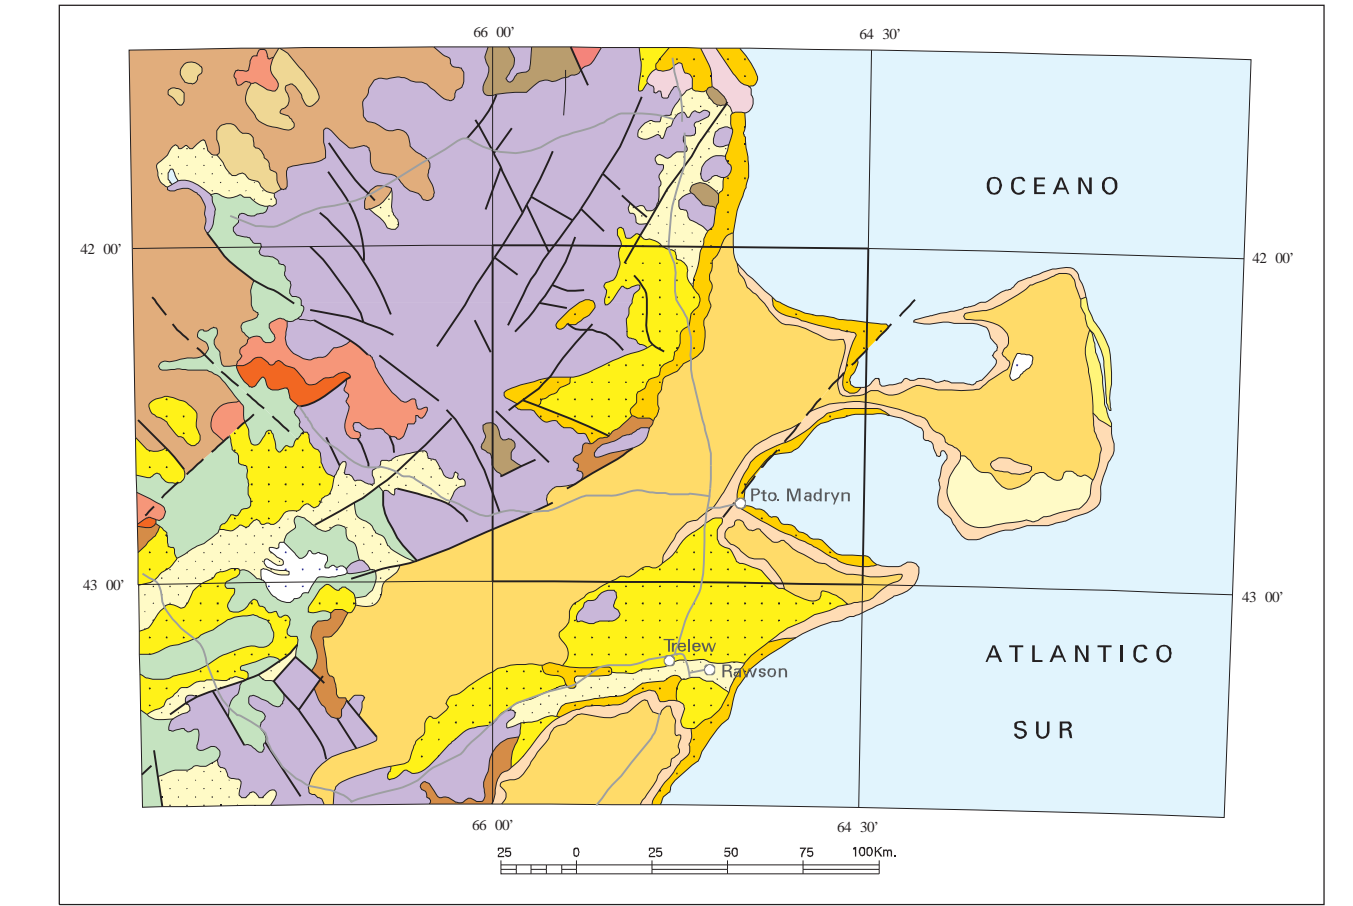 66 00' 64 30'
OCEANO
42 00' 42 00'
Pto. Madryn
43 00' 43 00'
Trelew
Rawson
ATLANTICO
SUR
66 00' 64 30'
25 0 25 50 75 100Km.